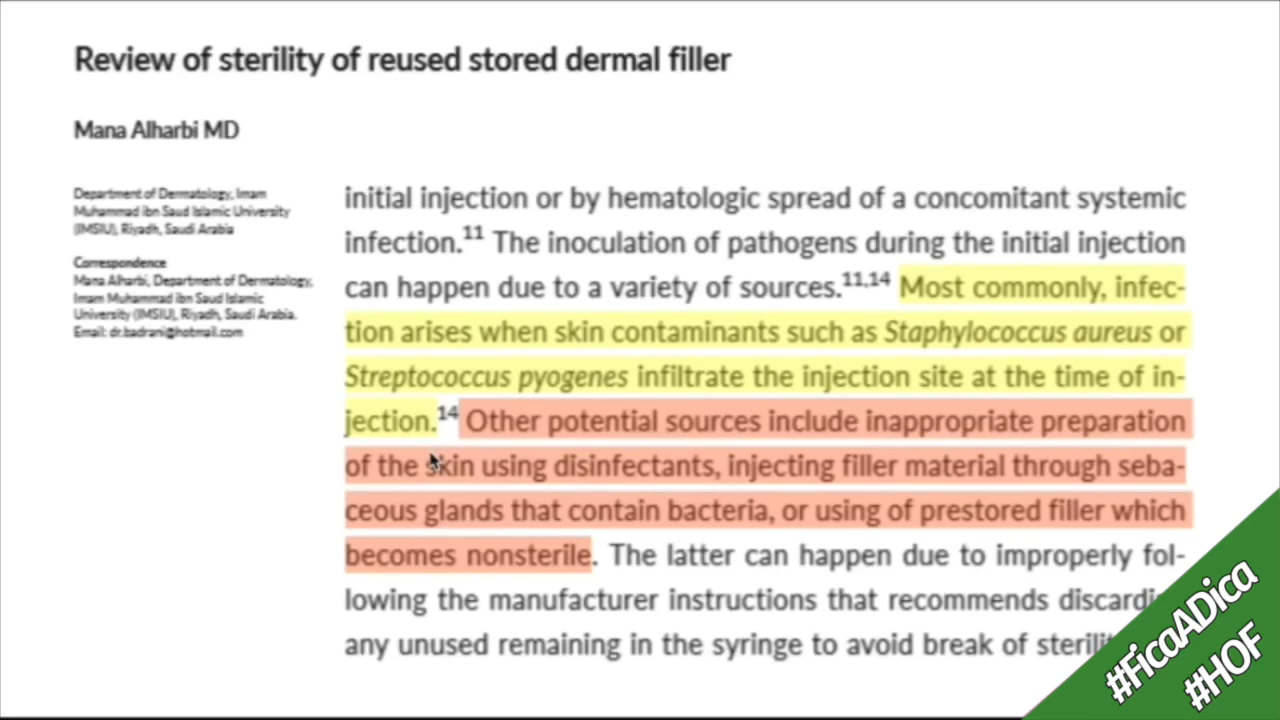 Review of sterility of reused stored dermal filler
Mana Alharbi MD
Department of Dermatology, Imam
Muhammad ibn Saud Islamic University
(IMSIU), Riyadh, Saudi Arabia
Correspondence
Mana Alharbi, Department of Dermatology,
Imam Muhammad ibn Saud Islamic
University (IMSIU), Riyadh, Saudi Arabia.
Email: dr.badrani@hotmail.com
initial injection or by hematologic spread of a concomitant systemic
infection.11 The inoculation of pathogens during the initial injection
can happen due to a variety of sources.11,14 Most commonly, infec-
tion arises when skin contaminants such as Staphylococcus aureus or
Streptococcus pyogenes infiltrate the injection site at the time of in-
jection.14 Other potential sources include inappropriate preparation
of the skin using disinfectants, injecting filler material through seba-
ceous glands that contain bacteria, or using of prestored filler which
becomes nonsterile. The latter can happen due to improperly fol-
lowing the manufacturer instructions that recommends discardi
any unused remaining in the syringe to avoid break of sterili
#FicaADica
#HOF